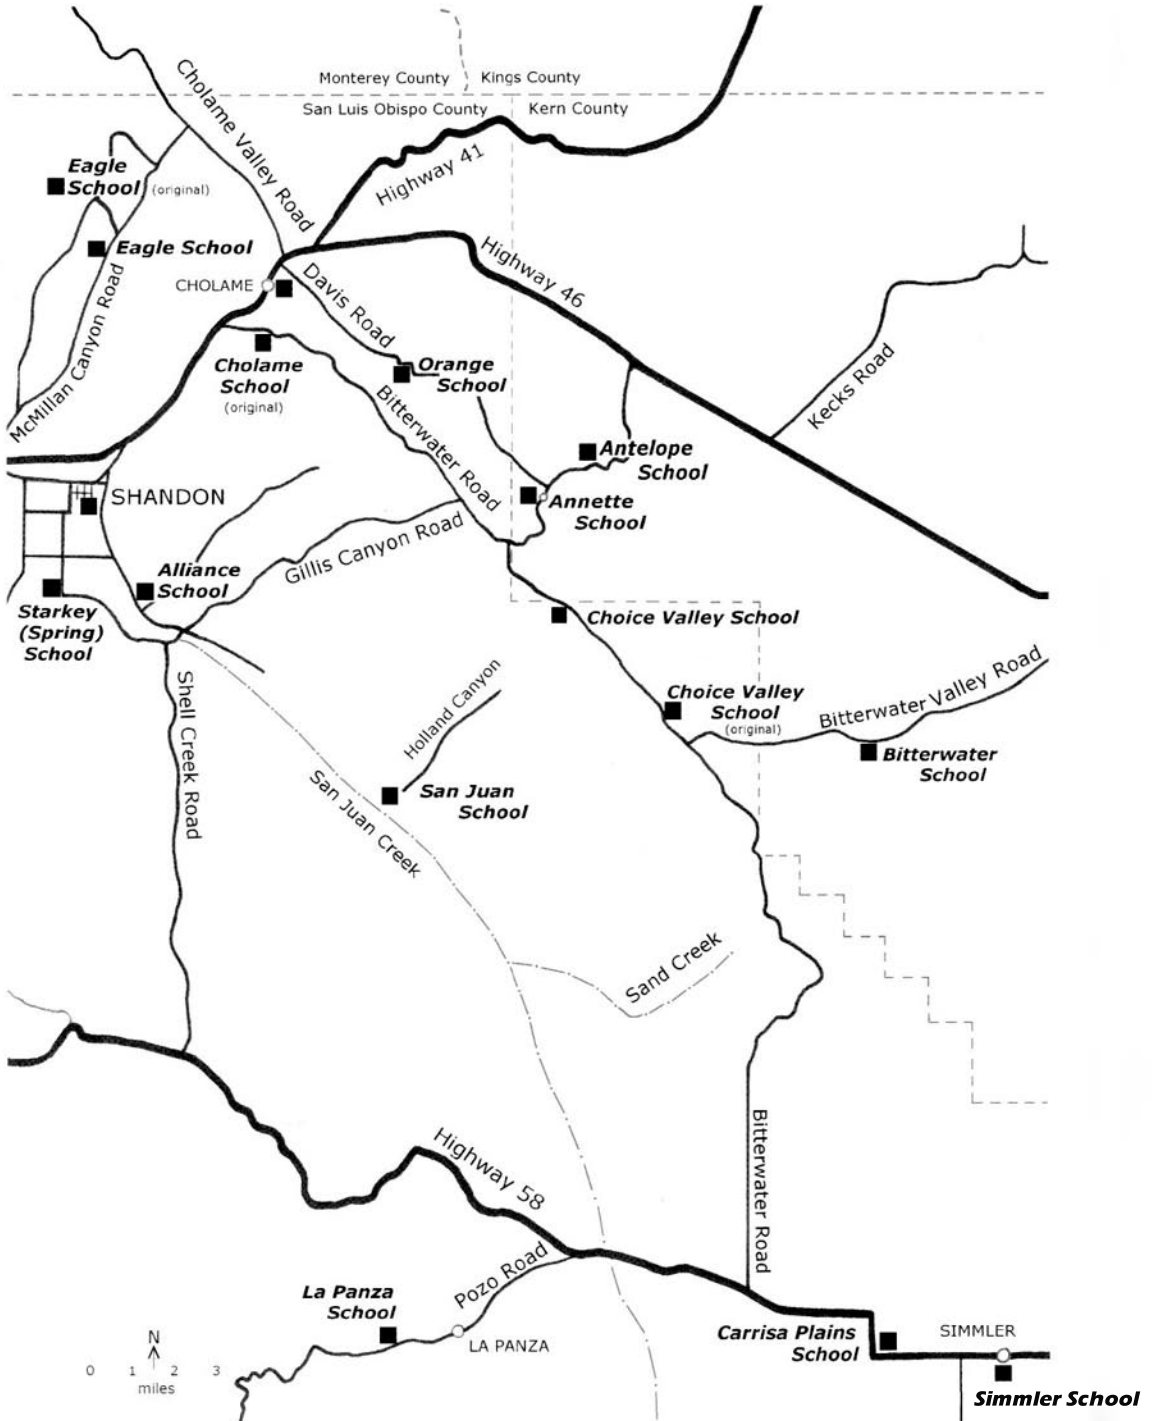 Monterey County
Kings County
San Luis Obispo County
Kern County
Cholame Valley Road
Highway 41
Eagle
School (original)
Eagle School
McMillan Canyon Road
CHOLAME
Davis Road
Highway 46
Kecks Road
Cholame
School
(original)
Orange
School
Bitterwater Road
Antelope
School
Annette
School
SHANDON
Gillis Canyon Road
Alliance
School
Starkey
(Spring)
School
Choice Valley School
Choice Valley
School
(original)
Bitterwater Valley Road
Bitterwater
School
Shell Creek Road
Holland Canyon
San Juan
School
San Juan Creek
Sand Creek
Highway 58
Bitterwater Road
Pozo Road
La Panza
School
LA PANZA
Carrisa Plains
School
SIMMLER
Simmler School
N
0 1 2 3
miles